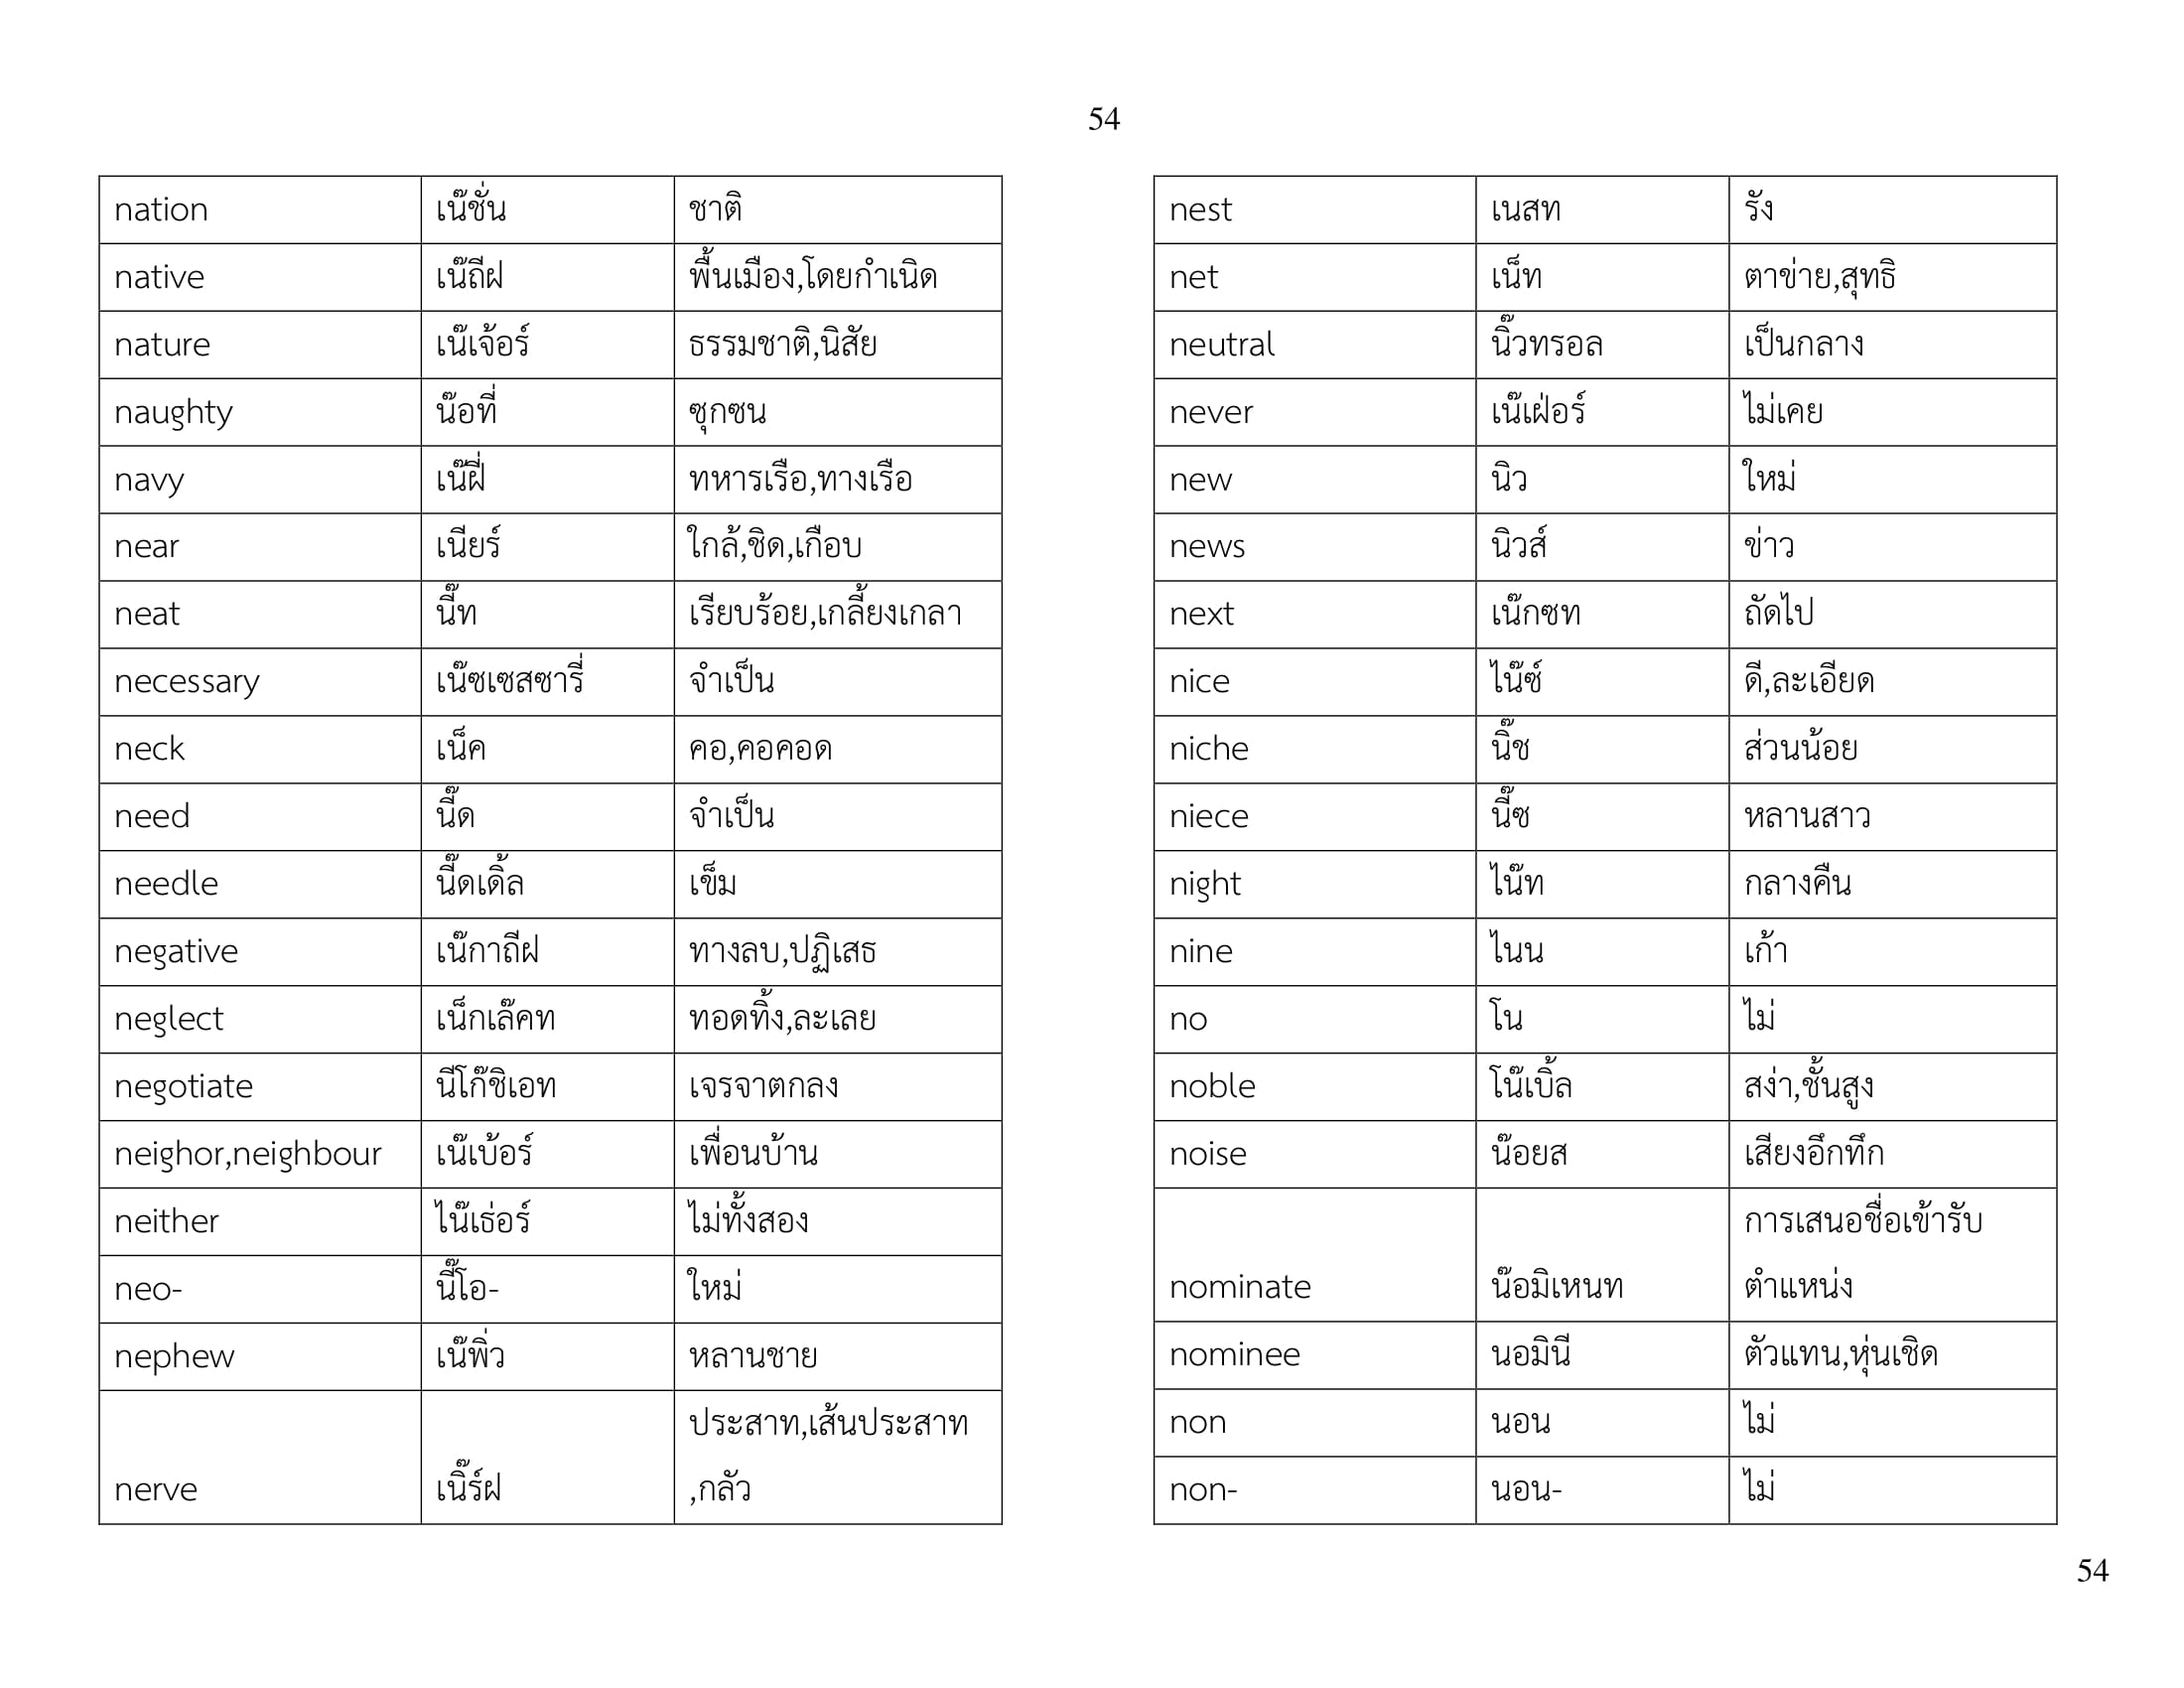 54
nation เน๊ชั่น ชาติ
native เน๊ถีฝ พื้นเมือง,โดยกำเนิด
nature เน๊เจ้อร์ ธรรมชาติ,นิสัย
naughty น๊อที่ ซุกซน
navy เน๊ฝี่ ทหารเรือ,ทางเรือ
near เนียร์ ใกล้,ชิด,เกือบ
neat นี๊ท เรียบร้อย,เกลี้ยงเกลา
necessary เน๊ซเซสซารี่ จำเป็น
neck เน็ค คอ,คอคอด
need นี๊ด จำเป็น
needle นี๊ดเดิ้ล เข็ม
negative เน๊กาถีฝ ทางลบ,ปฏิเสธ
neglect เน็กเล๊คท ทอดทิ้ง,ละเลย
negotiate นีโก๊ชิเอท เจรจาตกลง
neighor,neighbour เน๊เบ้อร์ เพื่อนบ้าน
neither ไน๊เธ่อร์ ไม่ทั้งสอง
neo- นี๊โอ- ใหม่
nephew เน๊พิ่ว หลานชาย
ประสาท,เส้นประสาท
nerve เนิ๊ร์ฝ ,กลัว
nest เนสท รัง
net เน็ท ตาข่าย,สุทธิ
neutral นิ๊วทรอล เป็นกลาง
never เน๊เฝ่อร์ ไม่เคย
new นิว ใหม่
news นิวส์ ข่าว
next เน๊กซท ถัดไป
nice ไน๊ซ์ ดี,ละเอียด
niche นิ๊ช ส่วนน้อย
niece นี๊ซ หลานสาว
night ไน๊ท กลางคืน
nine ไนน เก้า
no โน ไม่
noble โน๊เบิ้ล สง่า,ชั้นสูง
noise น๊อยส เสียงอึกทึก
การเสนอชื่อเข้ารับ
nominate น๊อมิเหนท ตำแหน่ง
nominee นอมินี ตัวแทน,หุ่นเชิด
non นอน ไม่
non- นอน- ไม่
54